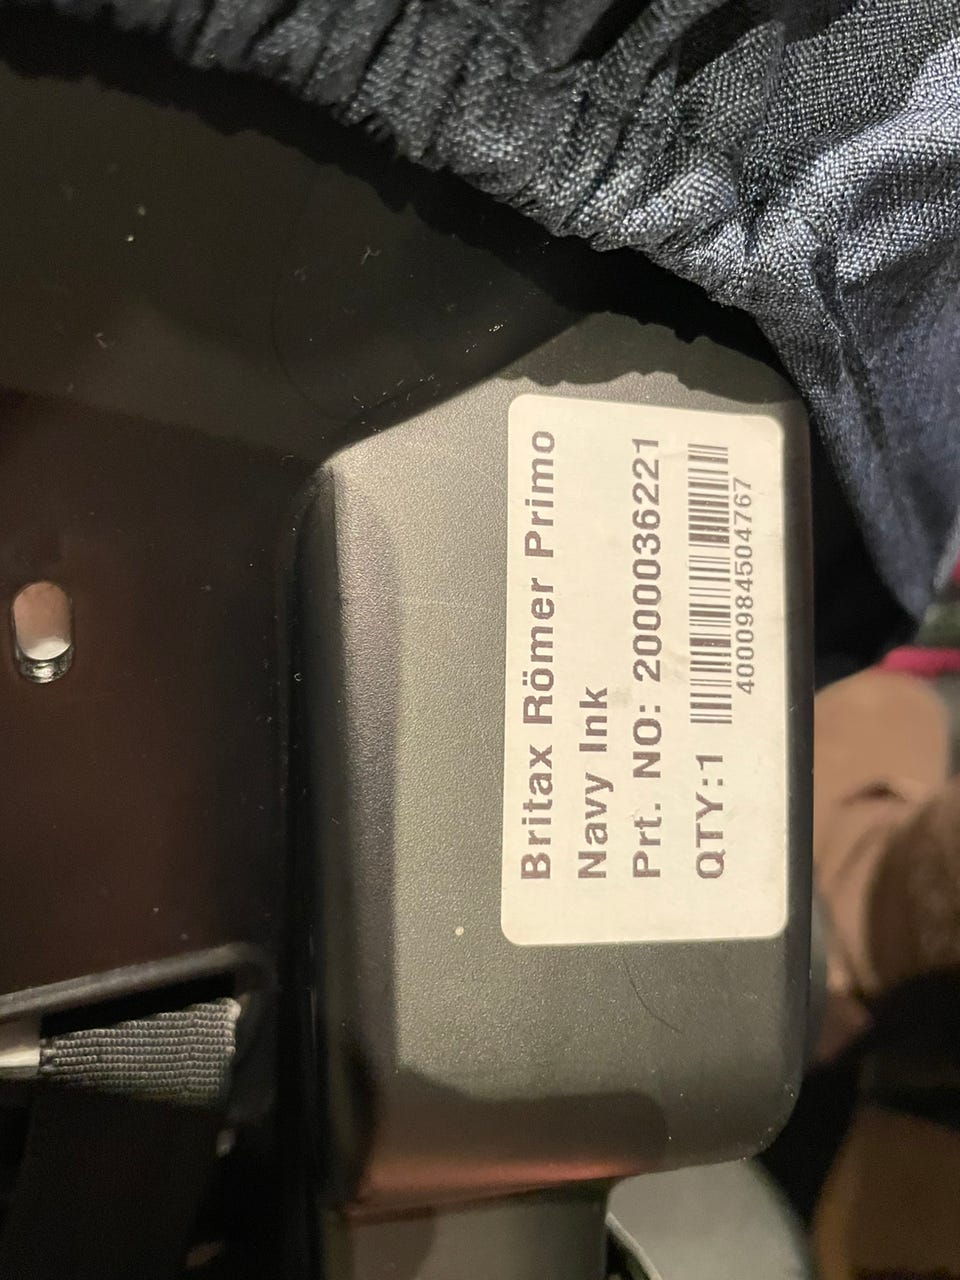 Britax Römer Primo
Navy Ink
Prt. NO: 2000036221
QTY:1
4000984504767